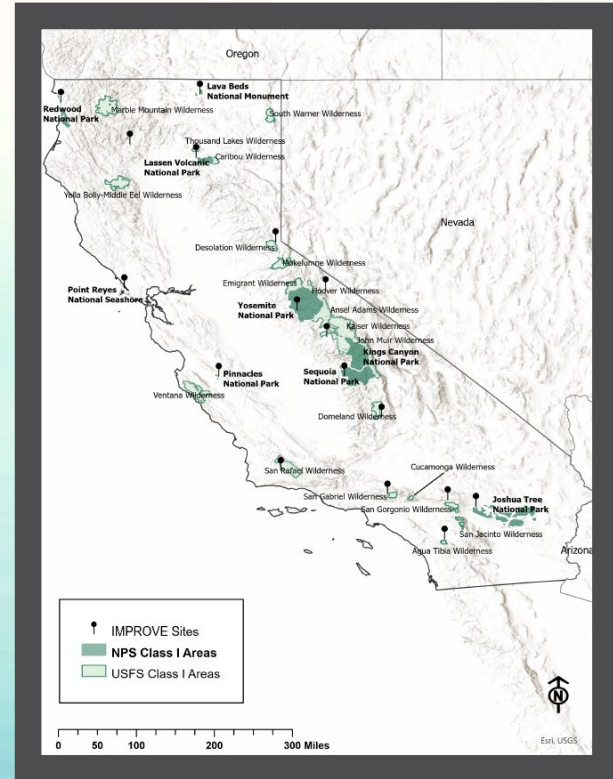 Oregon
Lava Beds
National Monument
Redwood
National Park
Marble Mountain Wilderness
South Warner Wilderness
Thousand Lakes Wilderness
Caribou Wilderness
Lassen Volcanic
National Park
Yolla Bolly-Middle Eel Wilderness
Nevada
Desolation Wilderness
Mokelumne Wilderness
Emigrant Wilderness
Hoover Wilderness
Point Reyes
National Seashore
Yosemite
National Park
Ansel Adams Wilderness
Kaiser Wilderness
John Muir Wilderness
Kings Canyon
National Park
Pinnacles
National Park
Sequoia
National Park
Ventana Wilderness
Domeland Wilderness
San Rafael Wilderness
Cucamonga Wilderness
San Gabriel Wilderness
San Gorgonio Wilderness
Joshua Tree
National Park
San Jacinto Wilderness
Agua Tibia Wilderness
Arizona
IMPROVE Sites
NPS Class I Areas
USFS Class I Areas
N
0 50 100 200 300 Miles
Esri, USGS